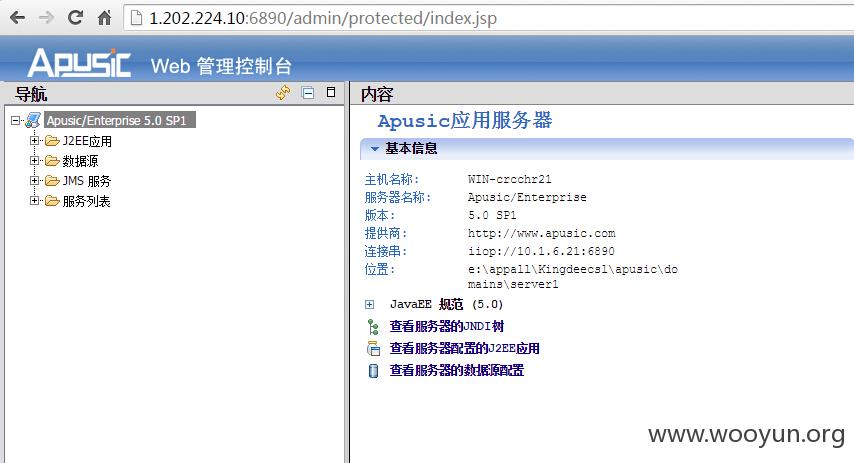 1.202.224.10:6890/admin/protected/index.jsp
Apusic Web 管理控制台
导航
Apusic/Enterprise 5.0 SP1
J2EE应用
数据源
JMS 服务
服务列表
内容
Apusic应用服务器
基本信息
主机名称: WIN-crcchr21
服务器名称: Apusic/Enterprise
版本: 5.0 SP1
提供商: http://www.apusic.com
连接串: iiop://10.1.6.21:6890
位置: e:\appall\Kingdeecsl\apusic\do
mains\server1
JavaEE 规范 (5.0)
查看服务器的JNDI树
查看服务器配置的J2EE应用
查看服务器的数据源配置
www.wooyun.org